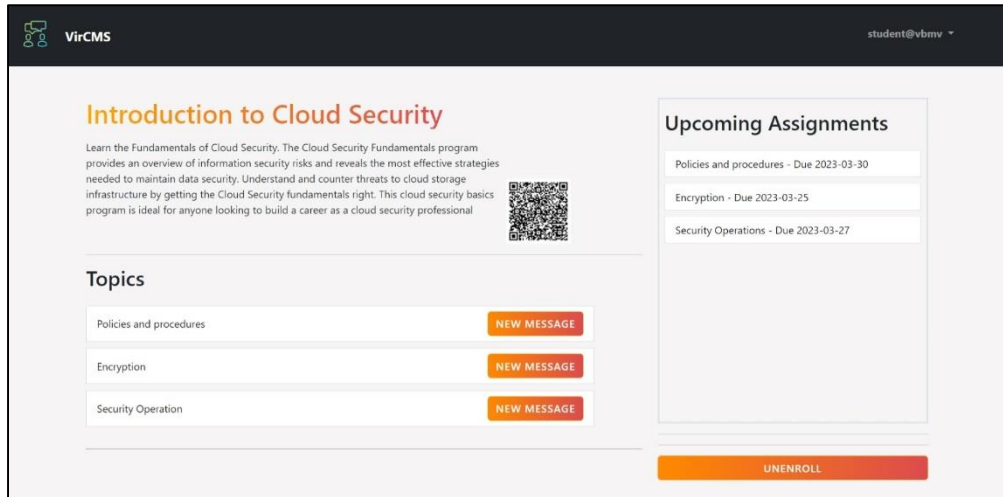 VirCMS
student@vbmv
Introduction to Cloud Security
Learn the Fundamentals of Cloud Security. The Cloud Security Fundamentals program
provides an overview of information security risks and reveals the most effective strategies
needed to maintain data security. Understand and counter threats to cloud storage
infrastructure by getting the Cloud Security fundamentals right. This cloud security basics
program is ideal for anyone looking to build a career as a cloud security professional
Topics
Policies and procedures
NEW MESSAGE
Encryption
NEW MESSAGE
Security Operation
NEW MESSAGE
Upcoming Assignments
Policies and procedures - Due 2023-03-30
Encryption - Due 2023-03-25
Security Operations - Due 2023-03-27
UNENROLL